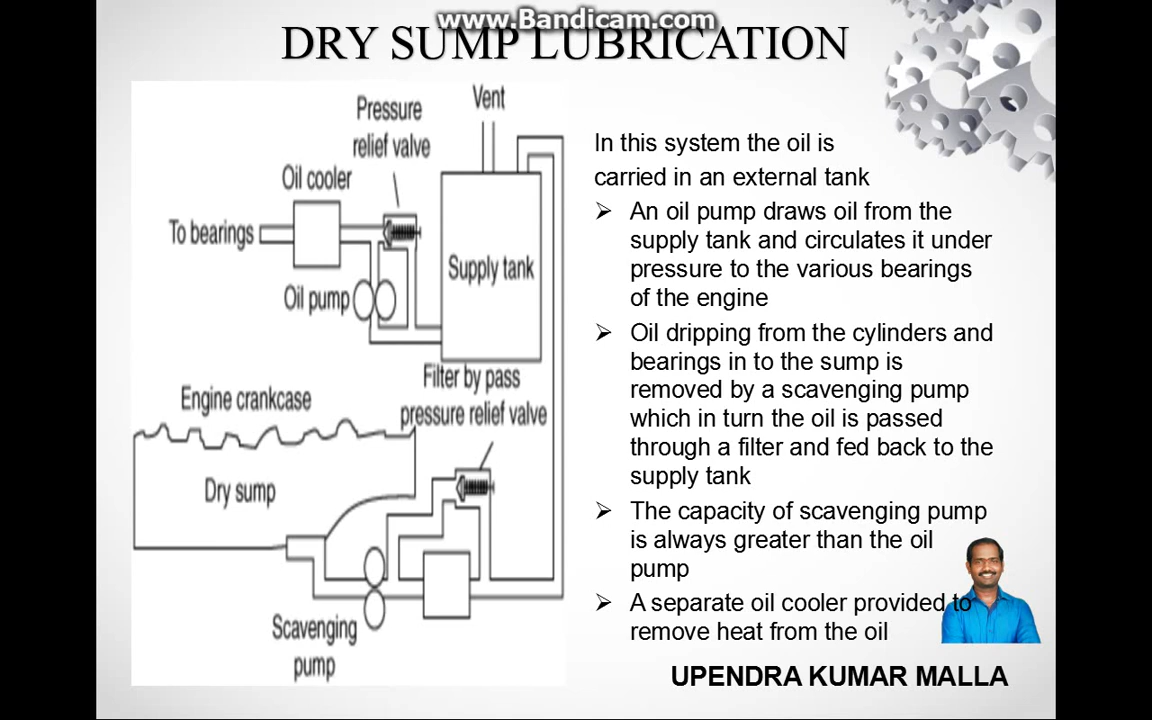 www.Bandicam.com
DRY SUMP LUBRICATION
Vent
Pressure
relief valve
Oil cooler
To bearings
Supply tank
Oil pump
Filter by pass
pressure relief valve
Engine crankcase
Dry sump
Scavenging
pump
In this system the oil is
carried in an external tank
➢ An oil pump draws oil from the
supply tank and circulates it under
pressure to the various bearings
of the engine
➢ Oil dripping from the cylinders and
bearings in to the sump is
removed by a scavenging pump
which in turn the oil is passed
through a filter and fed back to the
supply tank
➢ The capacity of scavenging pump
is always greater than the oil
pump
➢ A separate oil cooler provided to
remove heat from the oil
UPENDRA KUMAR MALLA